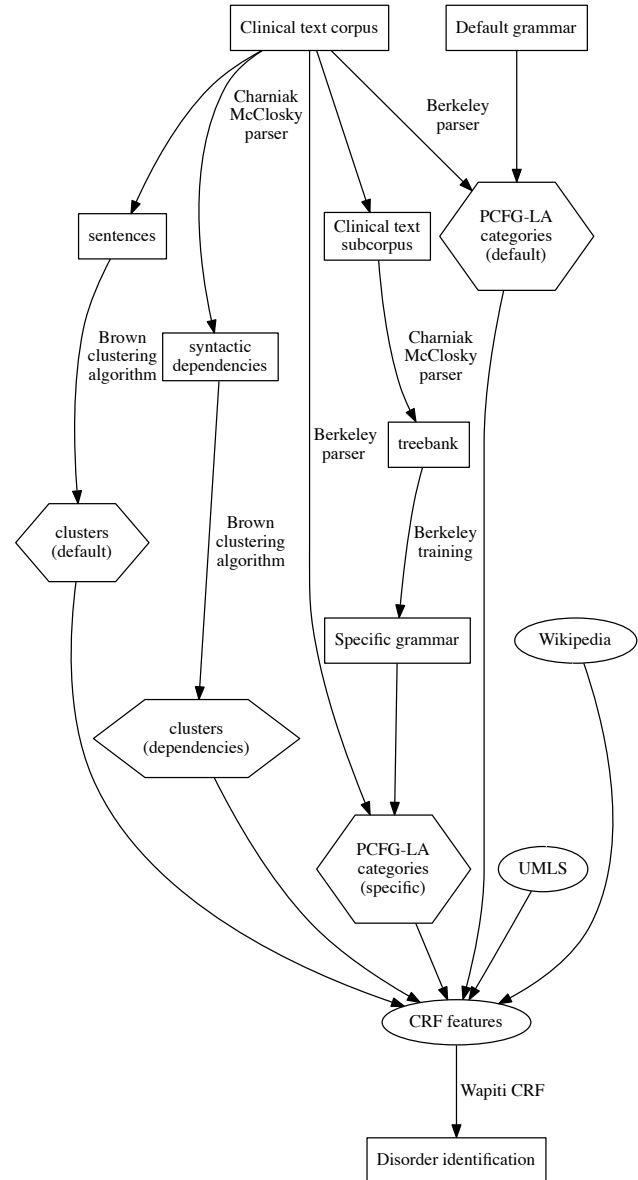 Clinical text corpus
Default grammar
Charniak
McClosky
parser
Berkeley
parser
sentences
Clinical text
subcorpus
PCFG-LA
categories
(default)
Brown
clustering
algorithm
syntactic
dependencies
Charniak
McClosky
parser
Berkeley
parser
treebank
clusters
(default)
Brown
clustering
algorithm
Berkeley
training
Specific grammar
Wikipedia
clusters
(dependencies)
PCFG-LA
categories
(specific)
UMLS
CRF features
Wapiti CRF
Disorder identification